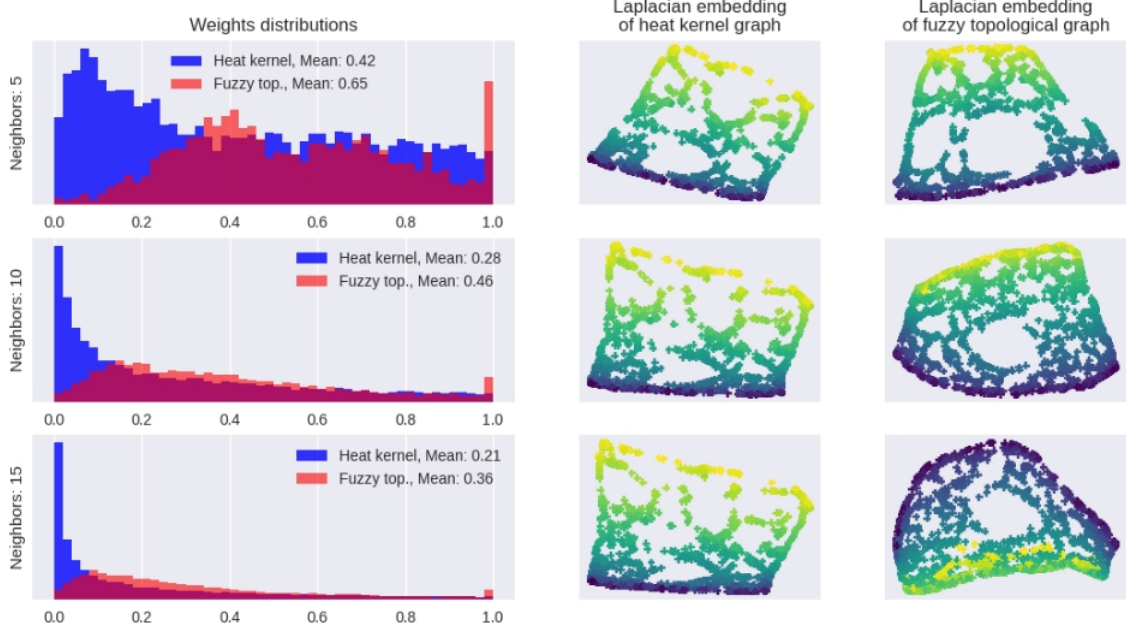 Weights distributions
Laplacian embedding
of heat kernel graph
Laplacian embedding
of fuzzy topological graph
Neighbors: 5
Heat kernel, Mean: 0.42
Fuzzy top., Mean: 0.65
0.0 0.2 0.4 0.6 0.8 1.0
Neighbors: 10
Heat kernel, Mean: 0.28
Fuzzy top., Mean: 0.46
0.0 0.2 0.4 0.6 0.8 1.0
Neighbors: 15
Heat kernel, Mean: 0.21
Fuzzy top., Mean: 0.36
0.0 0.2 0.4 0.6 0.8 1.0